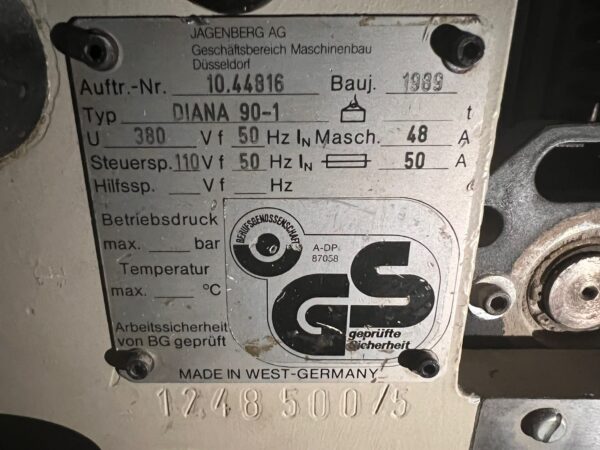 JAGENBERG AG
Geschäftsbereich Maschinenbau
Düsseldorf
Auftr.-Nr. 10.44816 Bauj. 1989
Typ DIANA 90-1 t
U 380 V f 50 Hz IN Masch. 48 A
Steuersp. 110 V f 50 Hz IN 50 A
Hilfssp. V f Hz
Betriebsdruck
max. bar
Temperatur
max. °C
Arbeitssicherheit
von BG geprüft
BERUFSGENOSSENSCHAFT
A-DP
87058
GS
geprüfte
Sicherheit
MADE IN WEST-GERMANY
1248 500/5